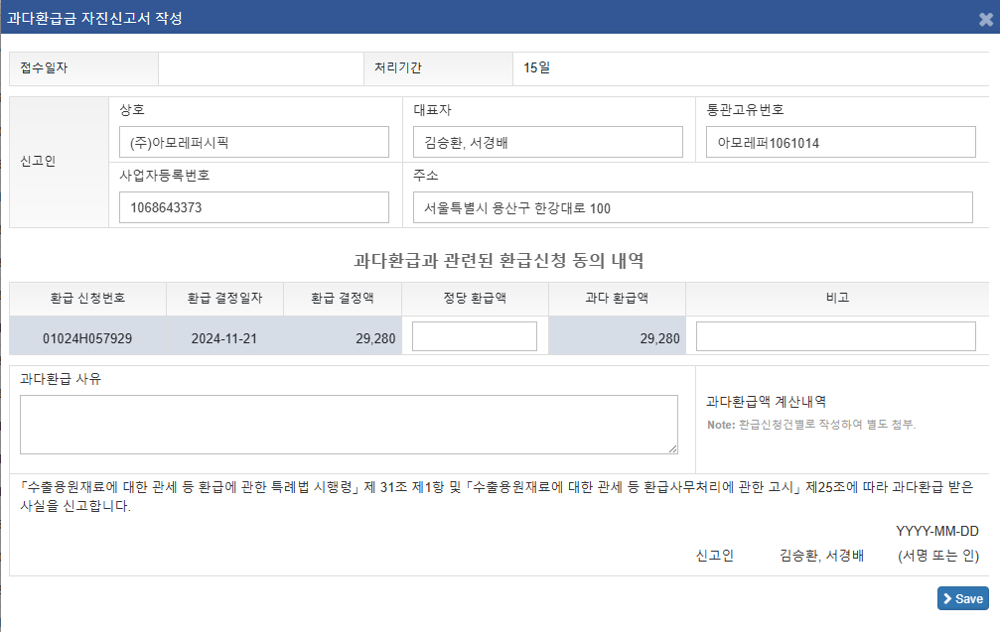 과다환급금 자진신고서 작성
접수일자 처리기간 15일
신고인
상호 대표자 통관고유번호
(주)아모레퍼시픽 김승환, 서경배 아모레퍼1061014
사업자등록번호 주소
1068643373 서울특별시 용산구 한강대로 100
과다환급과 관련된 환급신청 동의 내역
환급 신청번호 환급 결정일자 환급 결정액 정당 환급액 과다 환급액 비고
01024H057929 2024-11-21 29,280 29,280
과다환급 사유
과다환급액 계산내역
Note: 환급신청건별로 작성하여 별도 첨부.
「수출용원재료에 대한 관세 등 환급에 관한 특례법 시행령」 제 31조 제1항 및 「수출용원재료에 대한 관세 등 환급사무처리에 관한 고시」 제25조에 따라 과다환급 받은
사실을 신고합니다.
YYYY-MM-DD
신고인 김승환, 서경배 (서명 또는 인)
Save